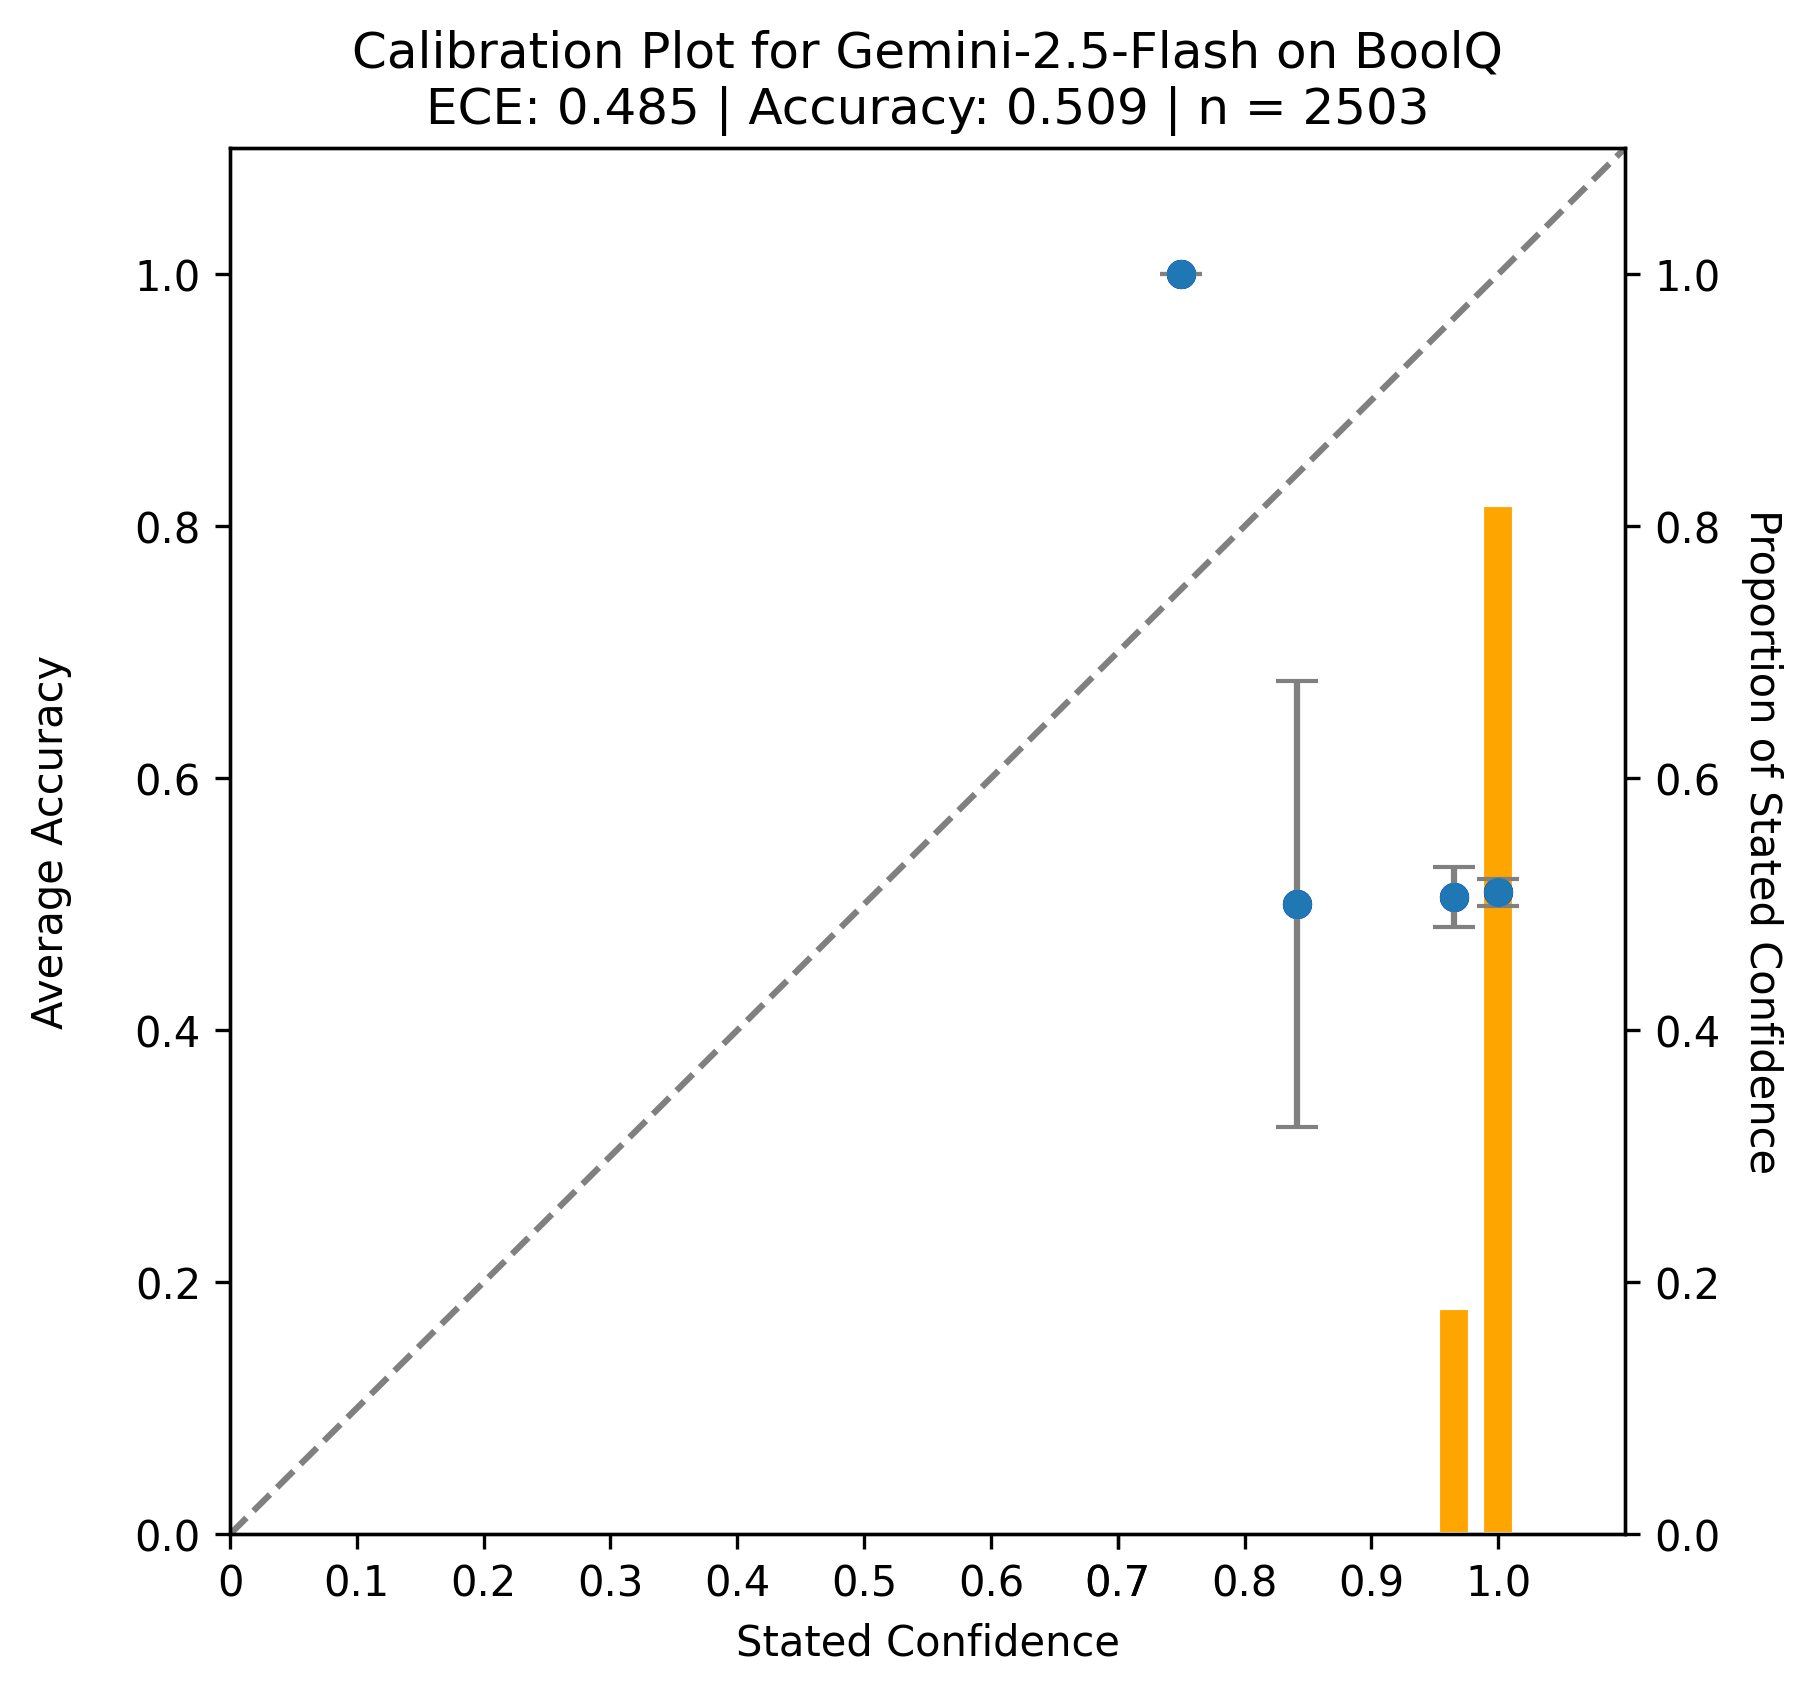 Calibration Plot for Gemini-2.5-Flash on BoolQ
ECE: 0.485 | Accuracy: 0.509 | n = 2503
Average Accuracy
1.0
0.8
0.6
0.4
0.2
0.0
0 0.1 0.2 0.3 0.4 0.5 0.6 0.7 0.8 0.9 1.0
Stated Confidence
1.0
0.8
0.6
0.4
0.2
0.0
Proportion of Stated Confidence